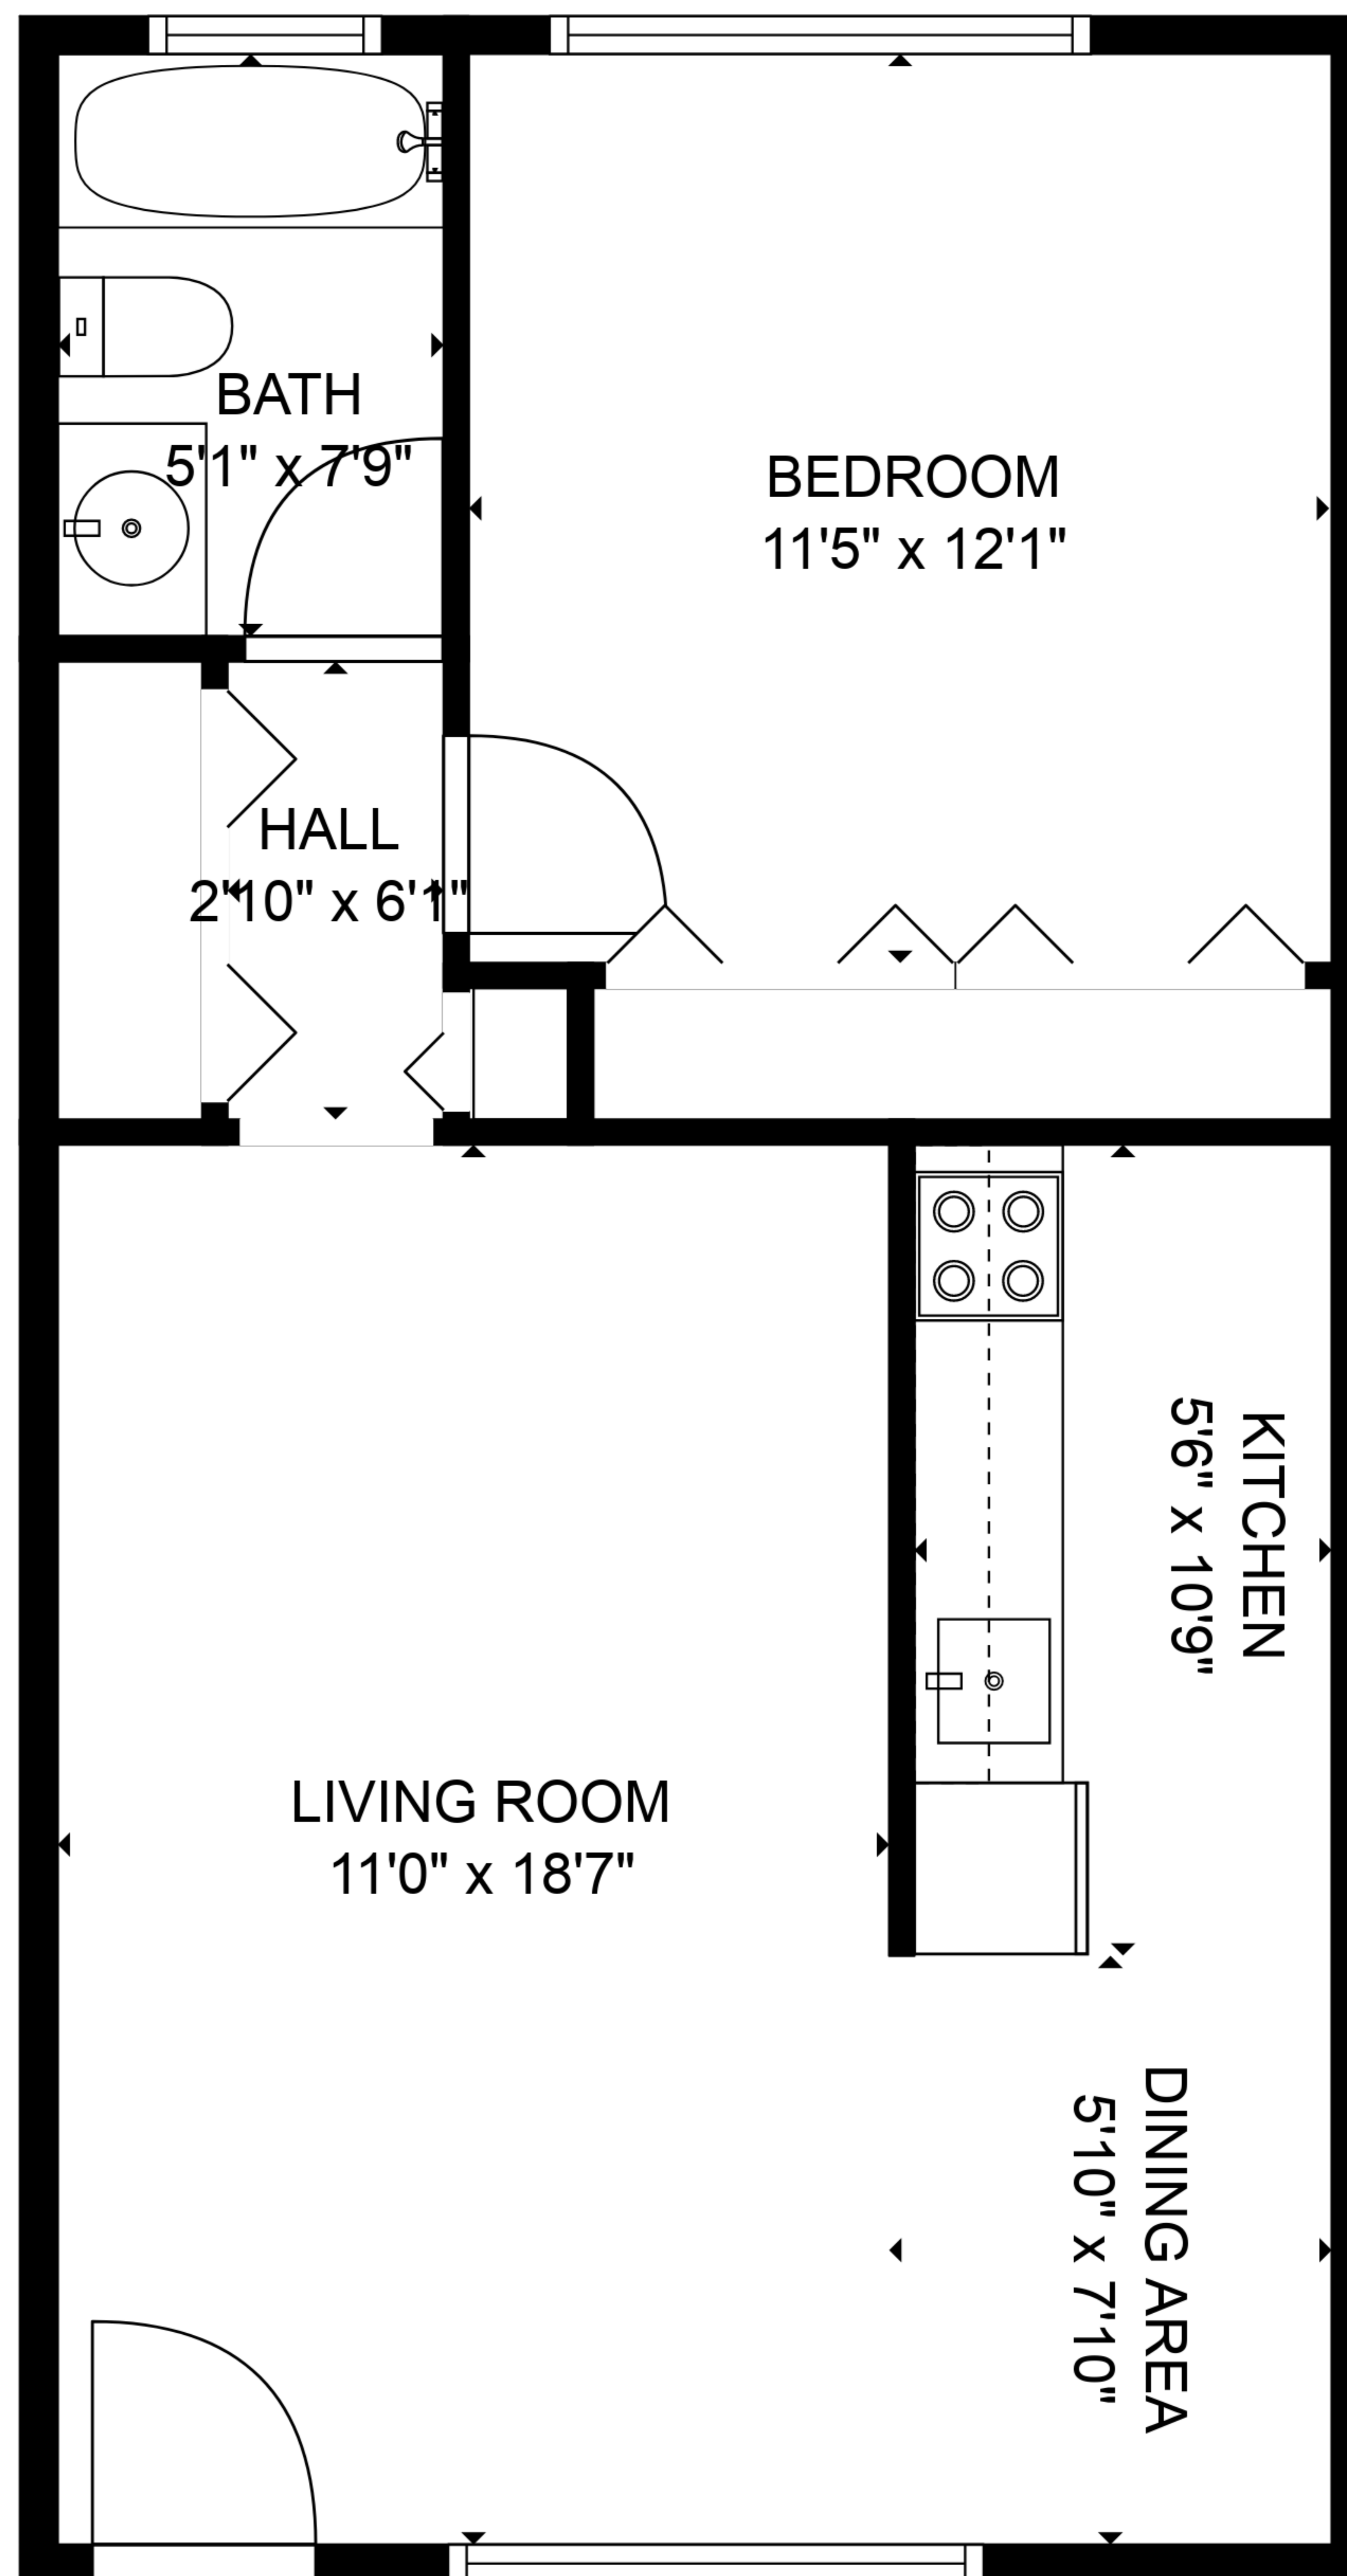 BATH
5'1" x 7'9"
BEDROOM
11'5" x 12'1"
HALL
2'10" x 6'1"
KITCHEN
5'6" x 10'9"
LIVING ROOM
11'0" x 18'7"
DINING AREA
5'10" x 7'10"